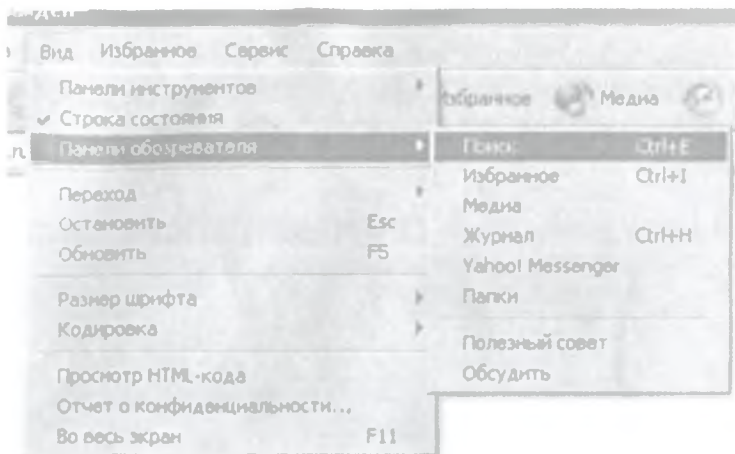 Вид Избранное Сервис Справка
Панели инструментов
Строка состояния
Панели обозревателя
Переход
Остановить Esc
Обновить F5
Размер шрифта
Кодировка
Просмотр HTML-кода
Отчет о конфиденциальности...
Во весь экран F11
Медиа
Поиск Ctrl+E
Избранное Ctrl+I
Медиа
Журнал Ctrl+H
Yahoo! Messenger
Папки
Полезный совет
Обсудить